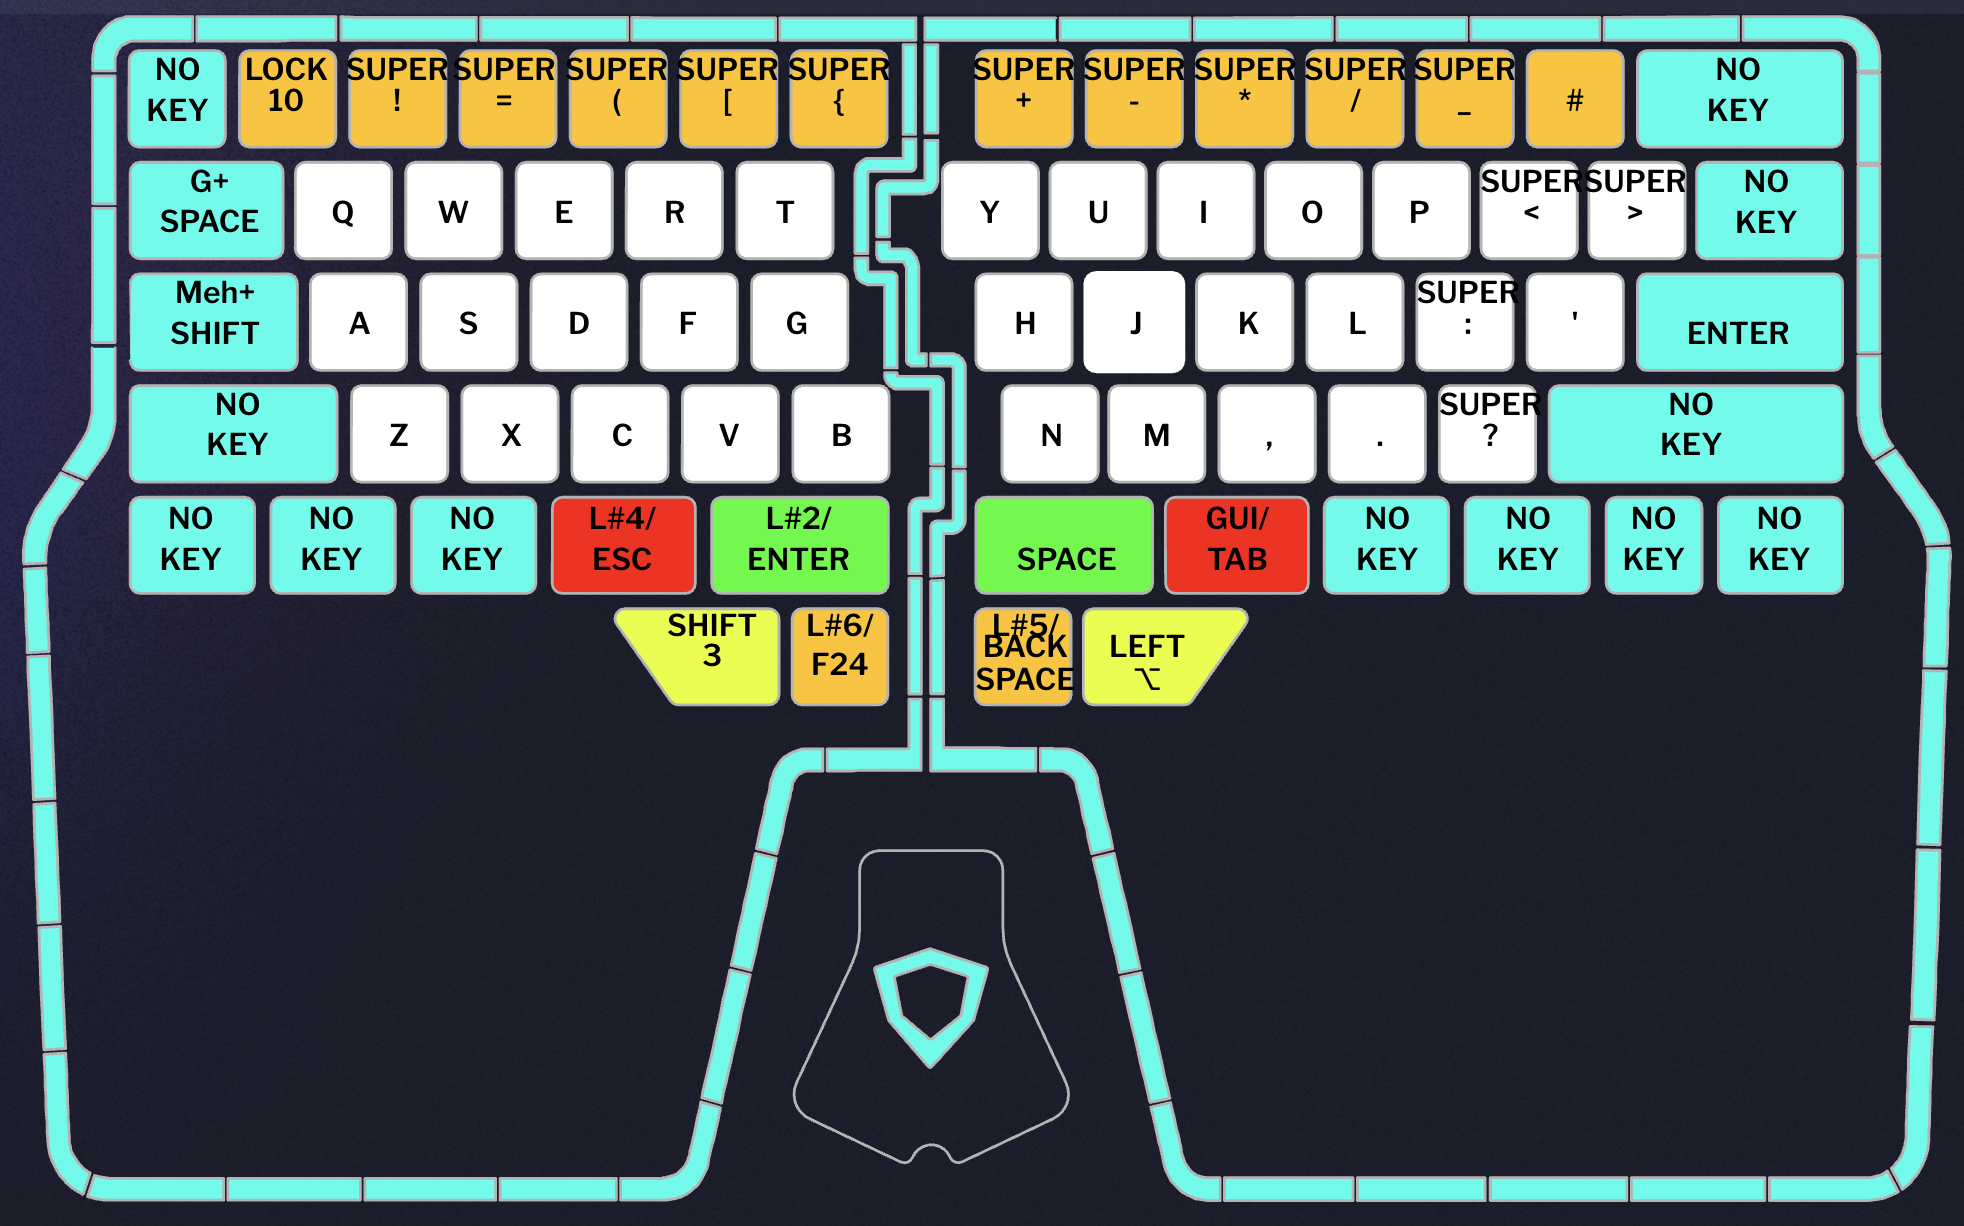 NO KEY
LOCK 10
SUPER !
SUPER =
SUPER (
SUPER [
SUPER {
SUPER +
SUPER -
SUPER *
SUPER /
SUPER _
#
NO KEY
G+ SPACE
Q
W
E
R
T
Y
U
I
O
P
SUPER <
SUPER >
NO KEY
Meh+ SHIFT
A
S
D
F
G
H
J
K
L
SUPER :
'
ENTER
NO KEY
Z
X
C
V
B
N
M
,
.
SUPER ?
NO KEY
NO KEY
NO KEY
NO KEY
L#4/ ESC
L#2/ ENTER
SPACE
GUI/ TAB
NO KEY
NO KEY
NO KEY
NO KEY
SHIFT 3
L#6/ F24
L#5/ BACK SPACE
LEFT ⌥